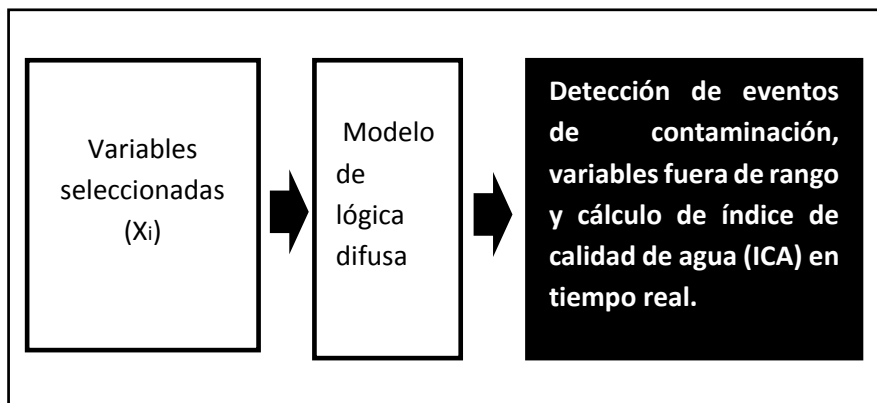 Variables
seleccionadas
(Xi)
Modelo
de
lógica
difusa
Detección de eventos
de contaminación,
variables fuera de rango
y cálculo de índice de
calidad de agua (ICA) en
tiempo real.